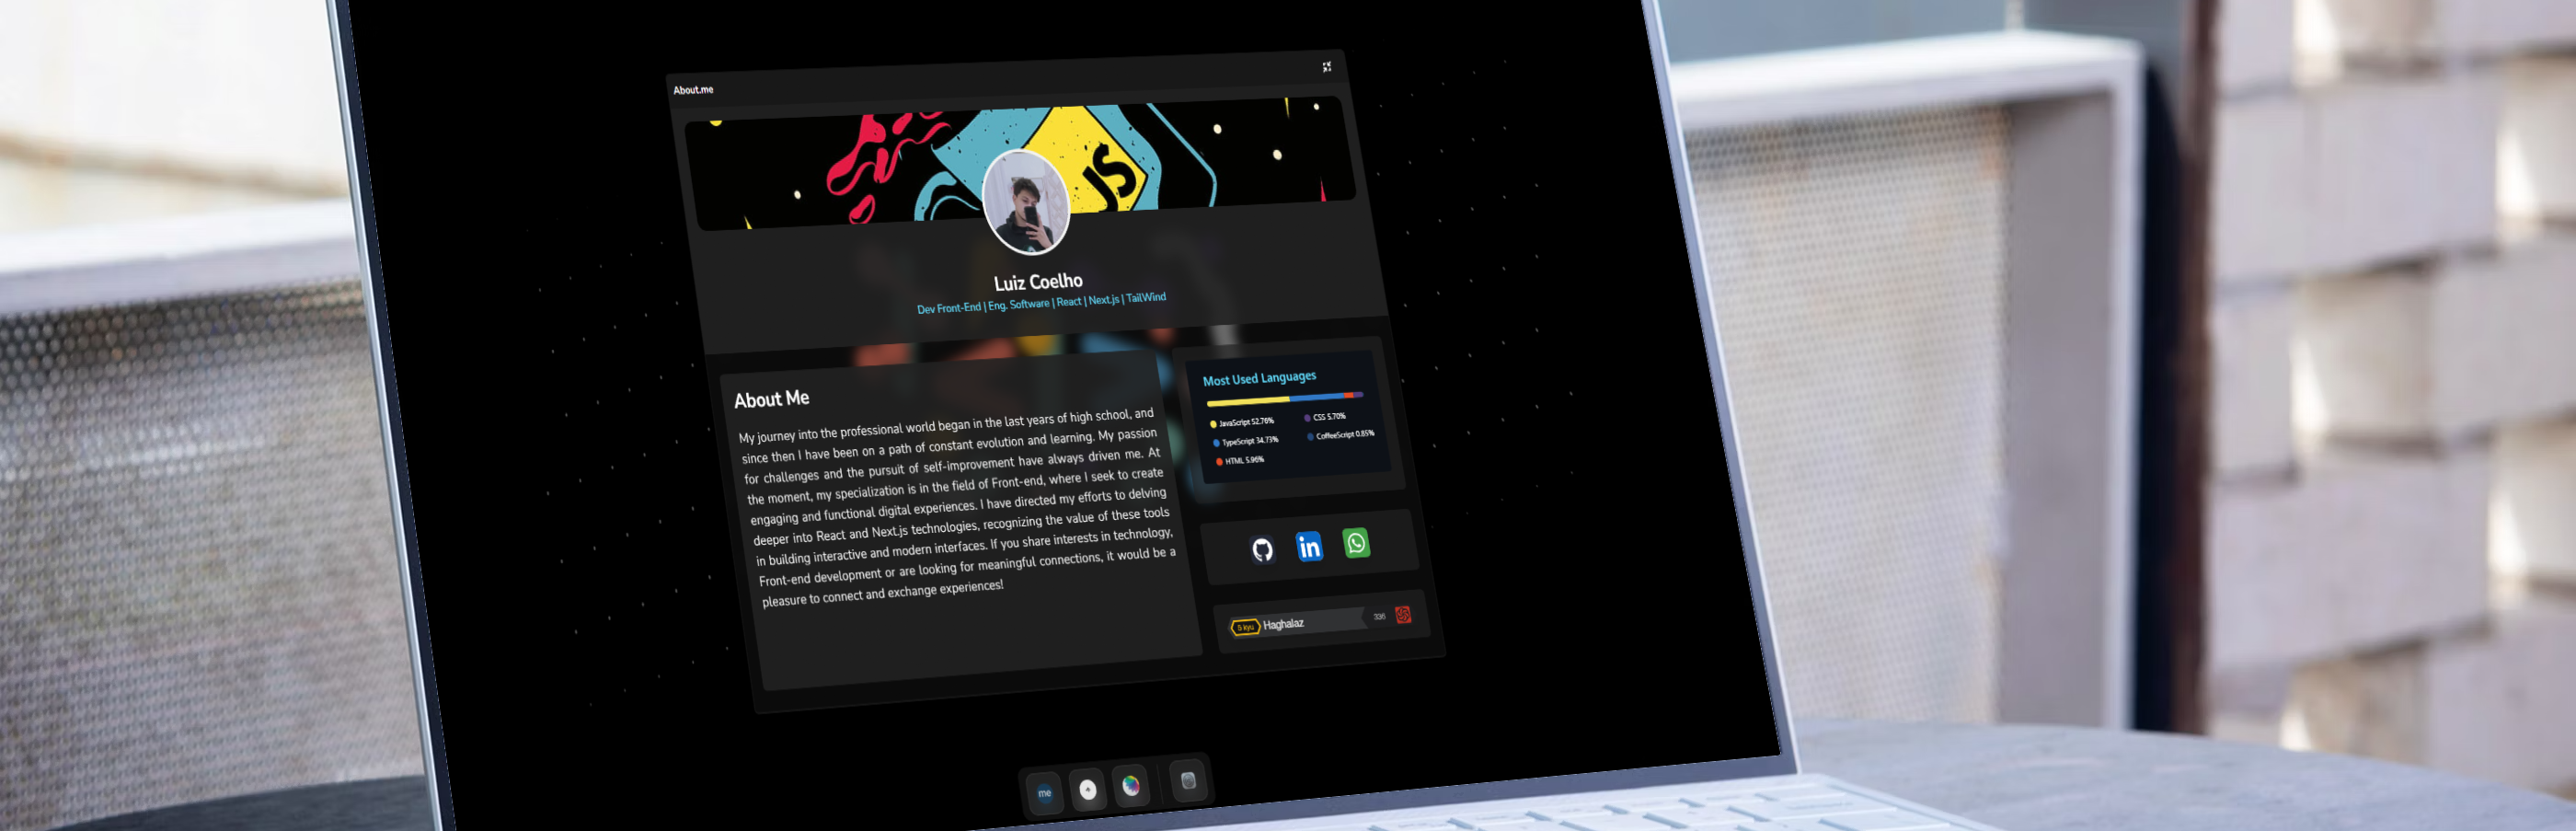 About.me
JS
Luiz Coelho
Dev Front-End | Eng. Software | React | Next.js | TailWind
About Me
My journey into the professional world began in the last years of high school, and
since then I have been on a path of constant evolution and learning. My passion
for challenges and the pursuit of self-improvement have always driven me. At
the moment, my specialization is in the field of Front-end, where I seek to create
engaging and functional digital experiences. I have directed my efforts to delving
deeper into React and Next.js technologies, recognizing the value of these tools
in building interactive and modern interfaces. If you share interests in technology,
Front-end development or are looking for meaningful connections, it would be a
pleasure to connect and exchange experiences!
Most Used Languages
JavaScript 52.76%
CSS 5.70%
TypeScript 34.73%
CoffeeScript 0.85%
HTML 5.96%
in
kyu
Haghalaz
me